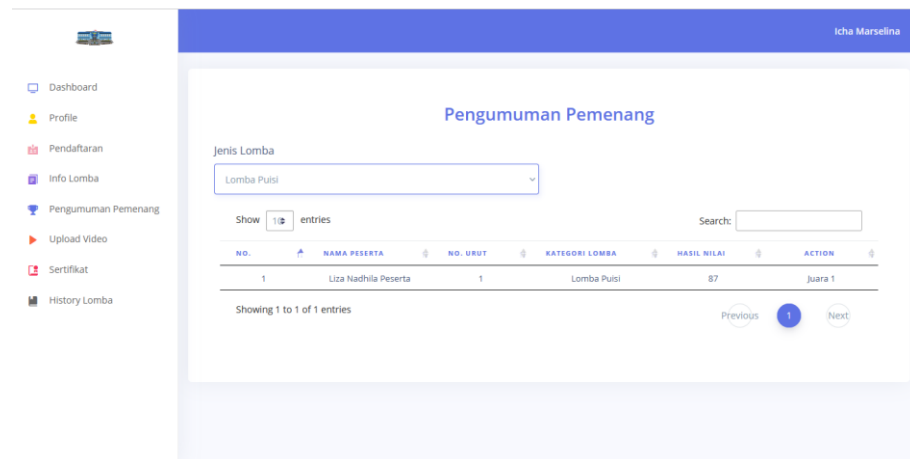 Icha Marselina
Dashboard
Profile
Pendaftaran
Info Lomba
Pengumuman Pemenang
Upload Video
Sertifikat
History Lomba
Pengumuman Pemenang
Jenis Lomba
Lomba Puisi
Show 10 entries Search:
NO. NAMA PESERTA NO. URUT KATEGORI LOMBA HASIL NILAI ACTION
1 Liza Nadhila Peserta 1 Lomba Puisi 87 Juara 1
Showing 1 to 1 of 1 entries Previous 1 Next